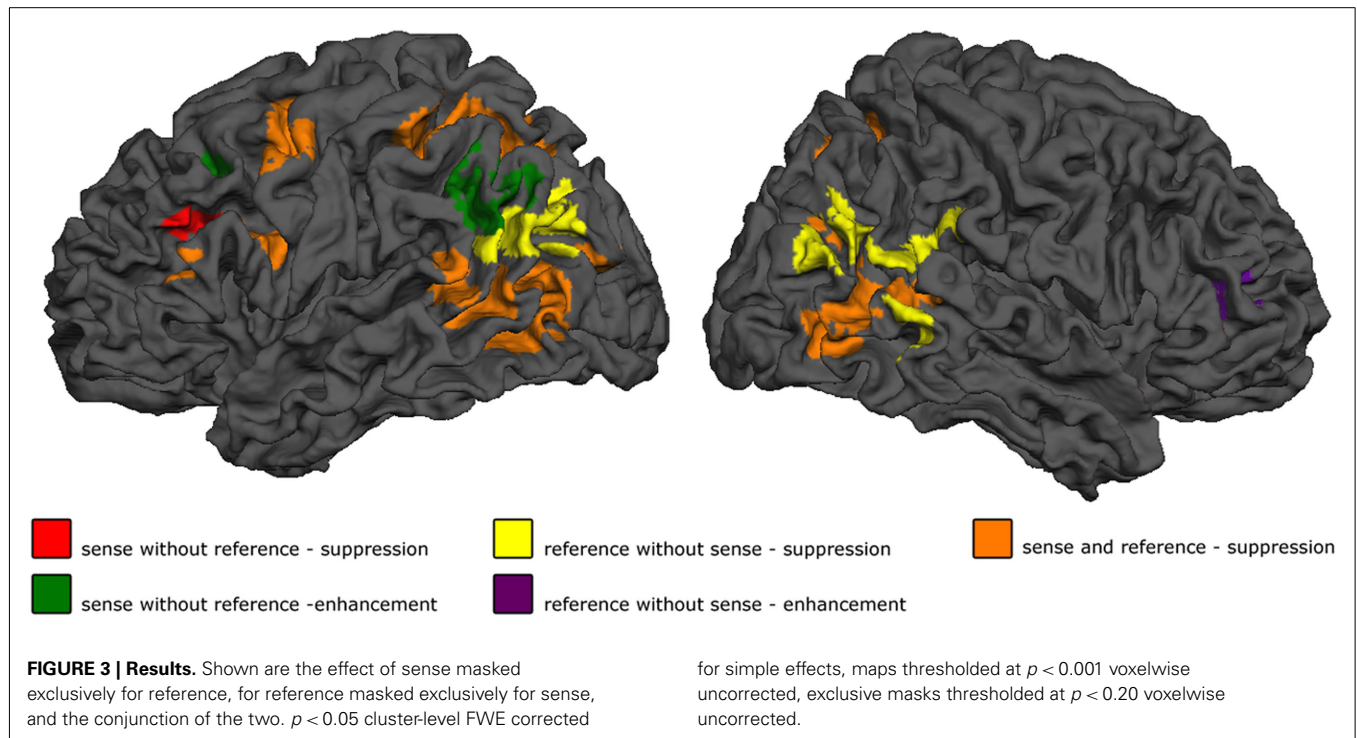 sense without reference - suppression
reference without sense - suppression
sense and reference - suppression
sense without reference -enhancement
reference without sense - enhancement
FIGURE 3 | Results. Shown are the effect of sense masked
exclusively for reference, for reference masked exclusively for sense,
and the conjunction of the two. p < 0.05 cluster-level FWE corrected
for simple effects, maps thresholded at p < 0.001 voxelwise
uncorrected, exclusive masks thresholded at p < 0.20 voxelwise
uncorrected.